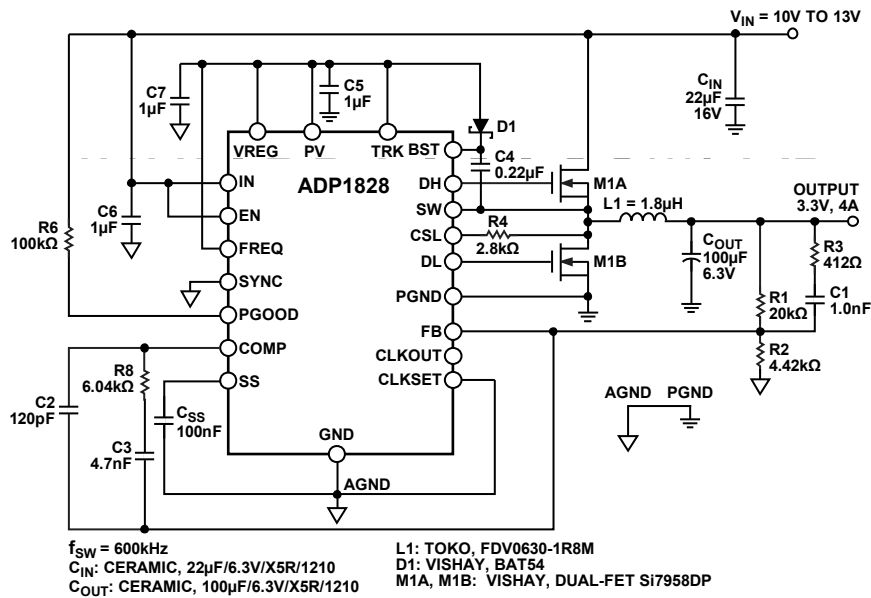 V_IN = 10V TO 13V
C7
1µF
C5
1µF
C_IN
22µF
16V
D1
VREG
PV
TRK
BST
C4
0.22µF
IN
ADP1828
DH
M1A
OUTPUT
3.3V, 4A
L1 = 1.8µH
SW
EN
C6
1µF
R6
100kΩ
R4
2.8kΩ
CSL
FREQ
C_OUT
100µF
6.3V
R3
412Ω
DL
M1B
SYNC
C1
1.0nF
PGND
R1
20kΩ
PGOOD
FB
COMP
CLKOUT
R2
4.42kΩ
R8
6.04kΩ
SS
CLKSET
C2
120pF
C_SS
100nF
AGND PGND
GND
C3
4.7nF
AGND
f_SW = 600kHz
C_IN: CERAMIC, 22µF/6.3V/X5R/1210
C_OUT: CERAMIC, 100µF/6.3V/X5R/1210
L1: TOKO, FDV0630-1R8M
D1: VISHAY, BAT54
M1A, M1B: VISHAY, DUAL-FET Si7958DP